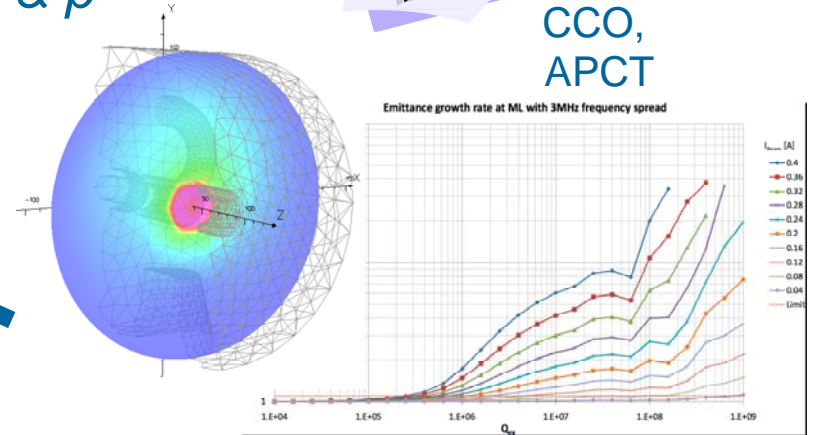 & p
CCO,
APCT
Y
100
X
-100
50
100
Z
Emittance growth rate at ML with 3MHz frequency spread
[A]
0.4
0.36
0.32
0.28
0.24
0.2
0.16
0.12
0.08
0.04
Limit
1
1.E+04 1.E+05 1.E+06 1.E+07 1.E+08 1.E+09